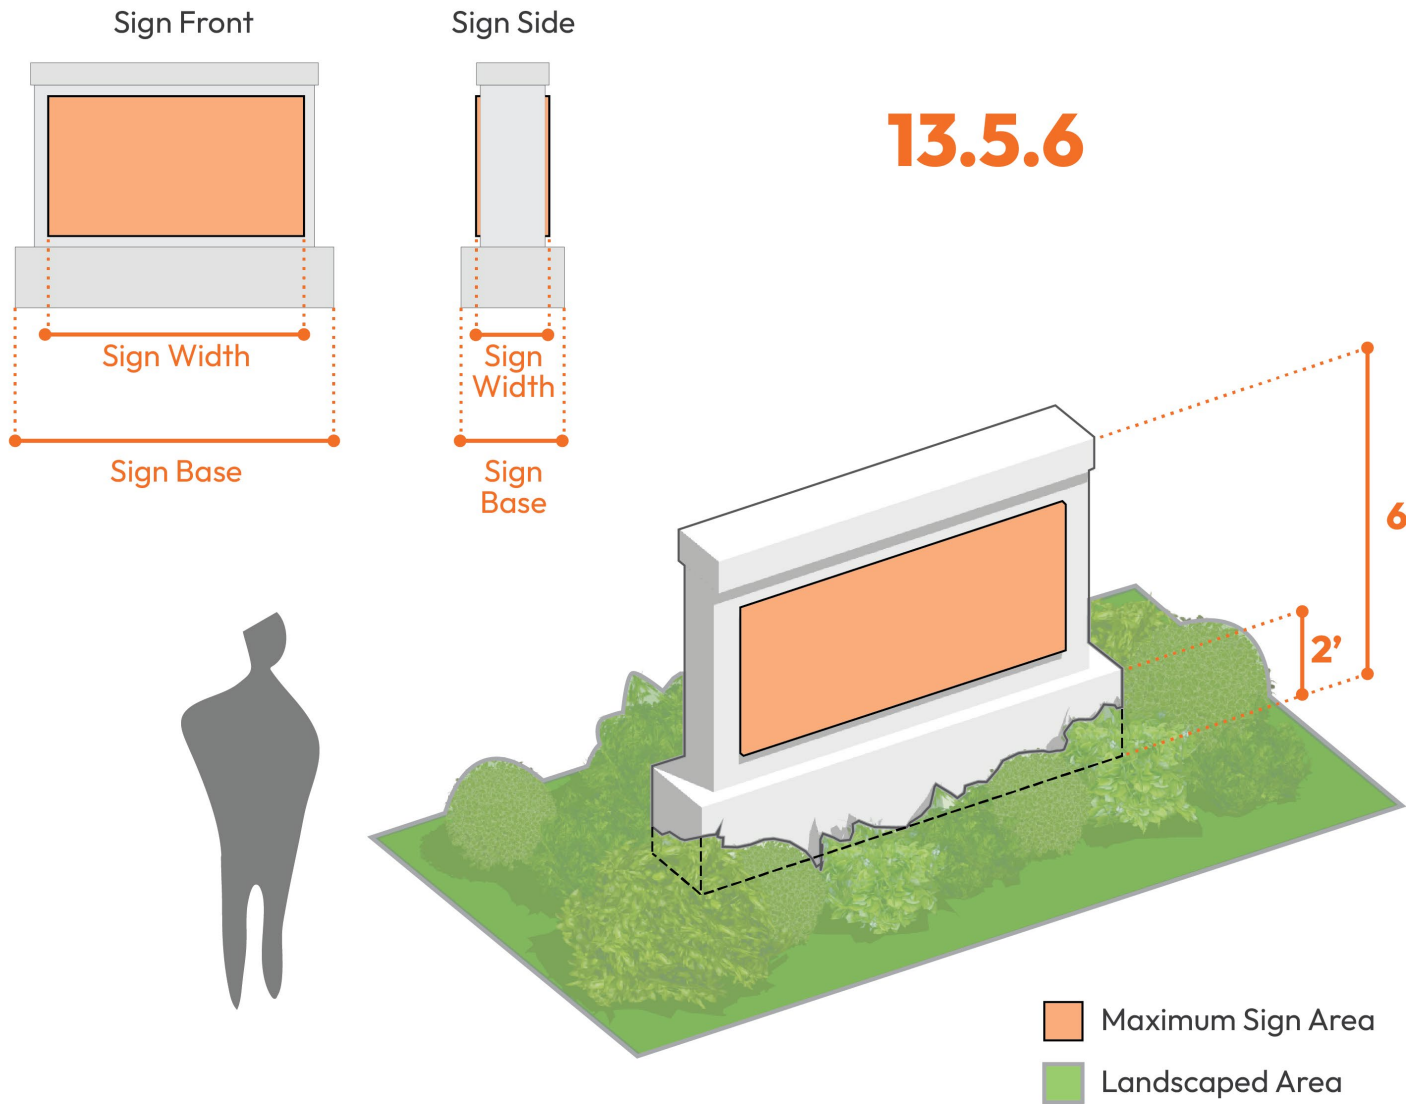 Sign Front
Sign Side
13.5.6
Sign Width
Sign
Width
Sign Base
Sign
Base
6
2’
Maximum Sign Area
Landscaped Area